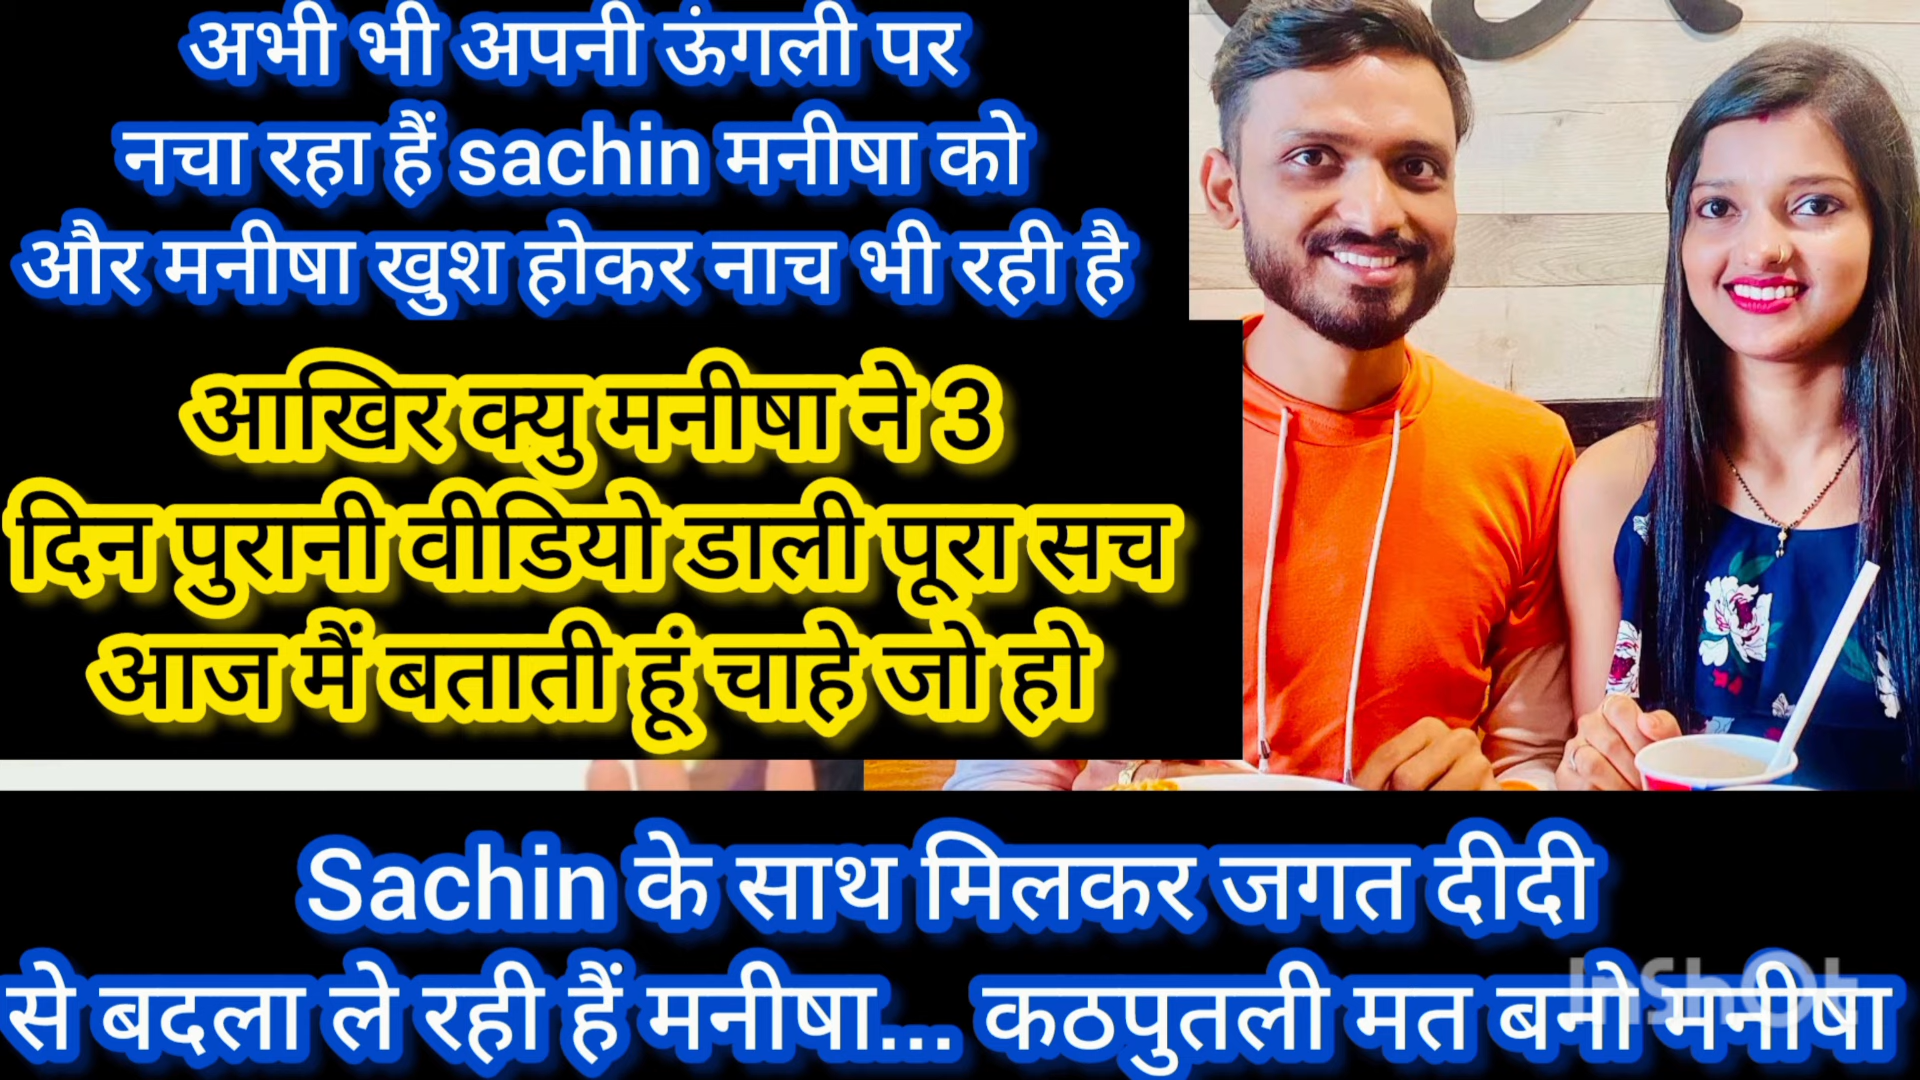 अभी भी अपनी ऊंगली पर
नचा रहा हैं sachin मनीषा को
और मनीषा खुश होकर नाच भी रही है
आखिर क्यु मनीषा ने 3
दिन पुरानी वीडियो डाली पूरा सच
आज मैं बताती हूं चाहे जो हो
Sachin के साथ मिलकर जगत दीदी
से बदला ले रही हैं मनीषा... कठपुतली मत बनो मनीषा
InShOt